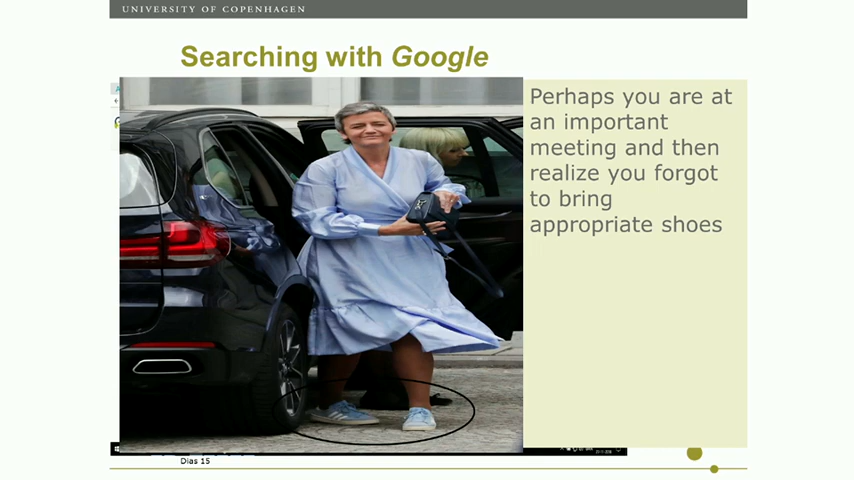 UNIVERSITY OF COPENHAGEN
Searching with Google
Perhaps you are at
an important
meeting and then
realize you forgot
to bring
appropriate shoes
Dias 15